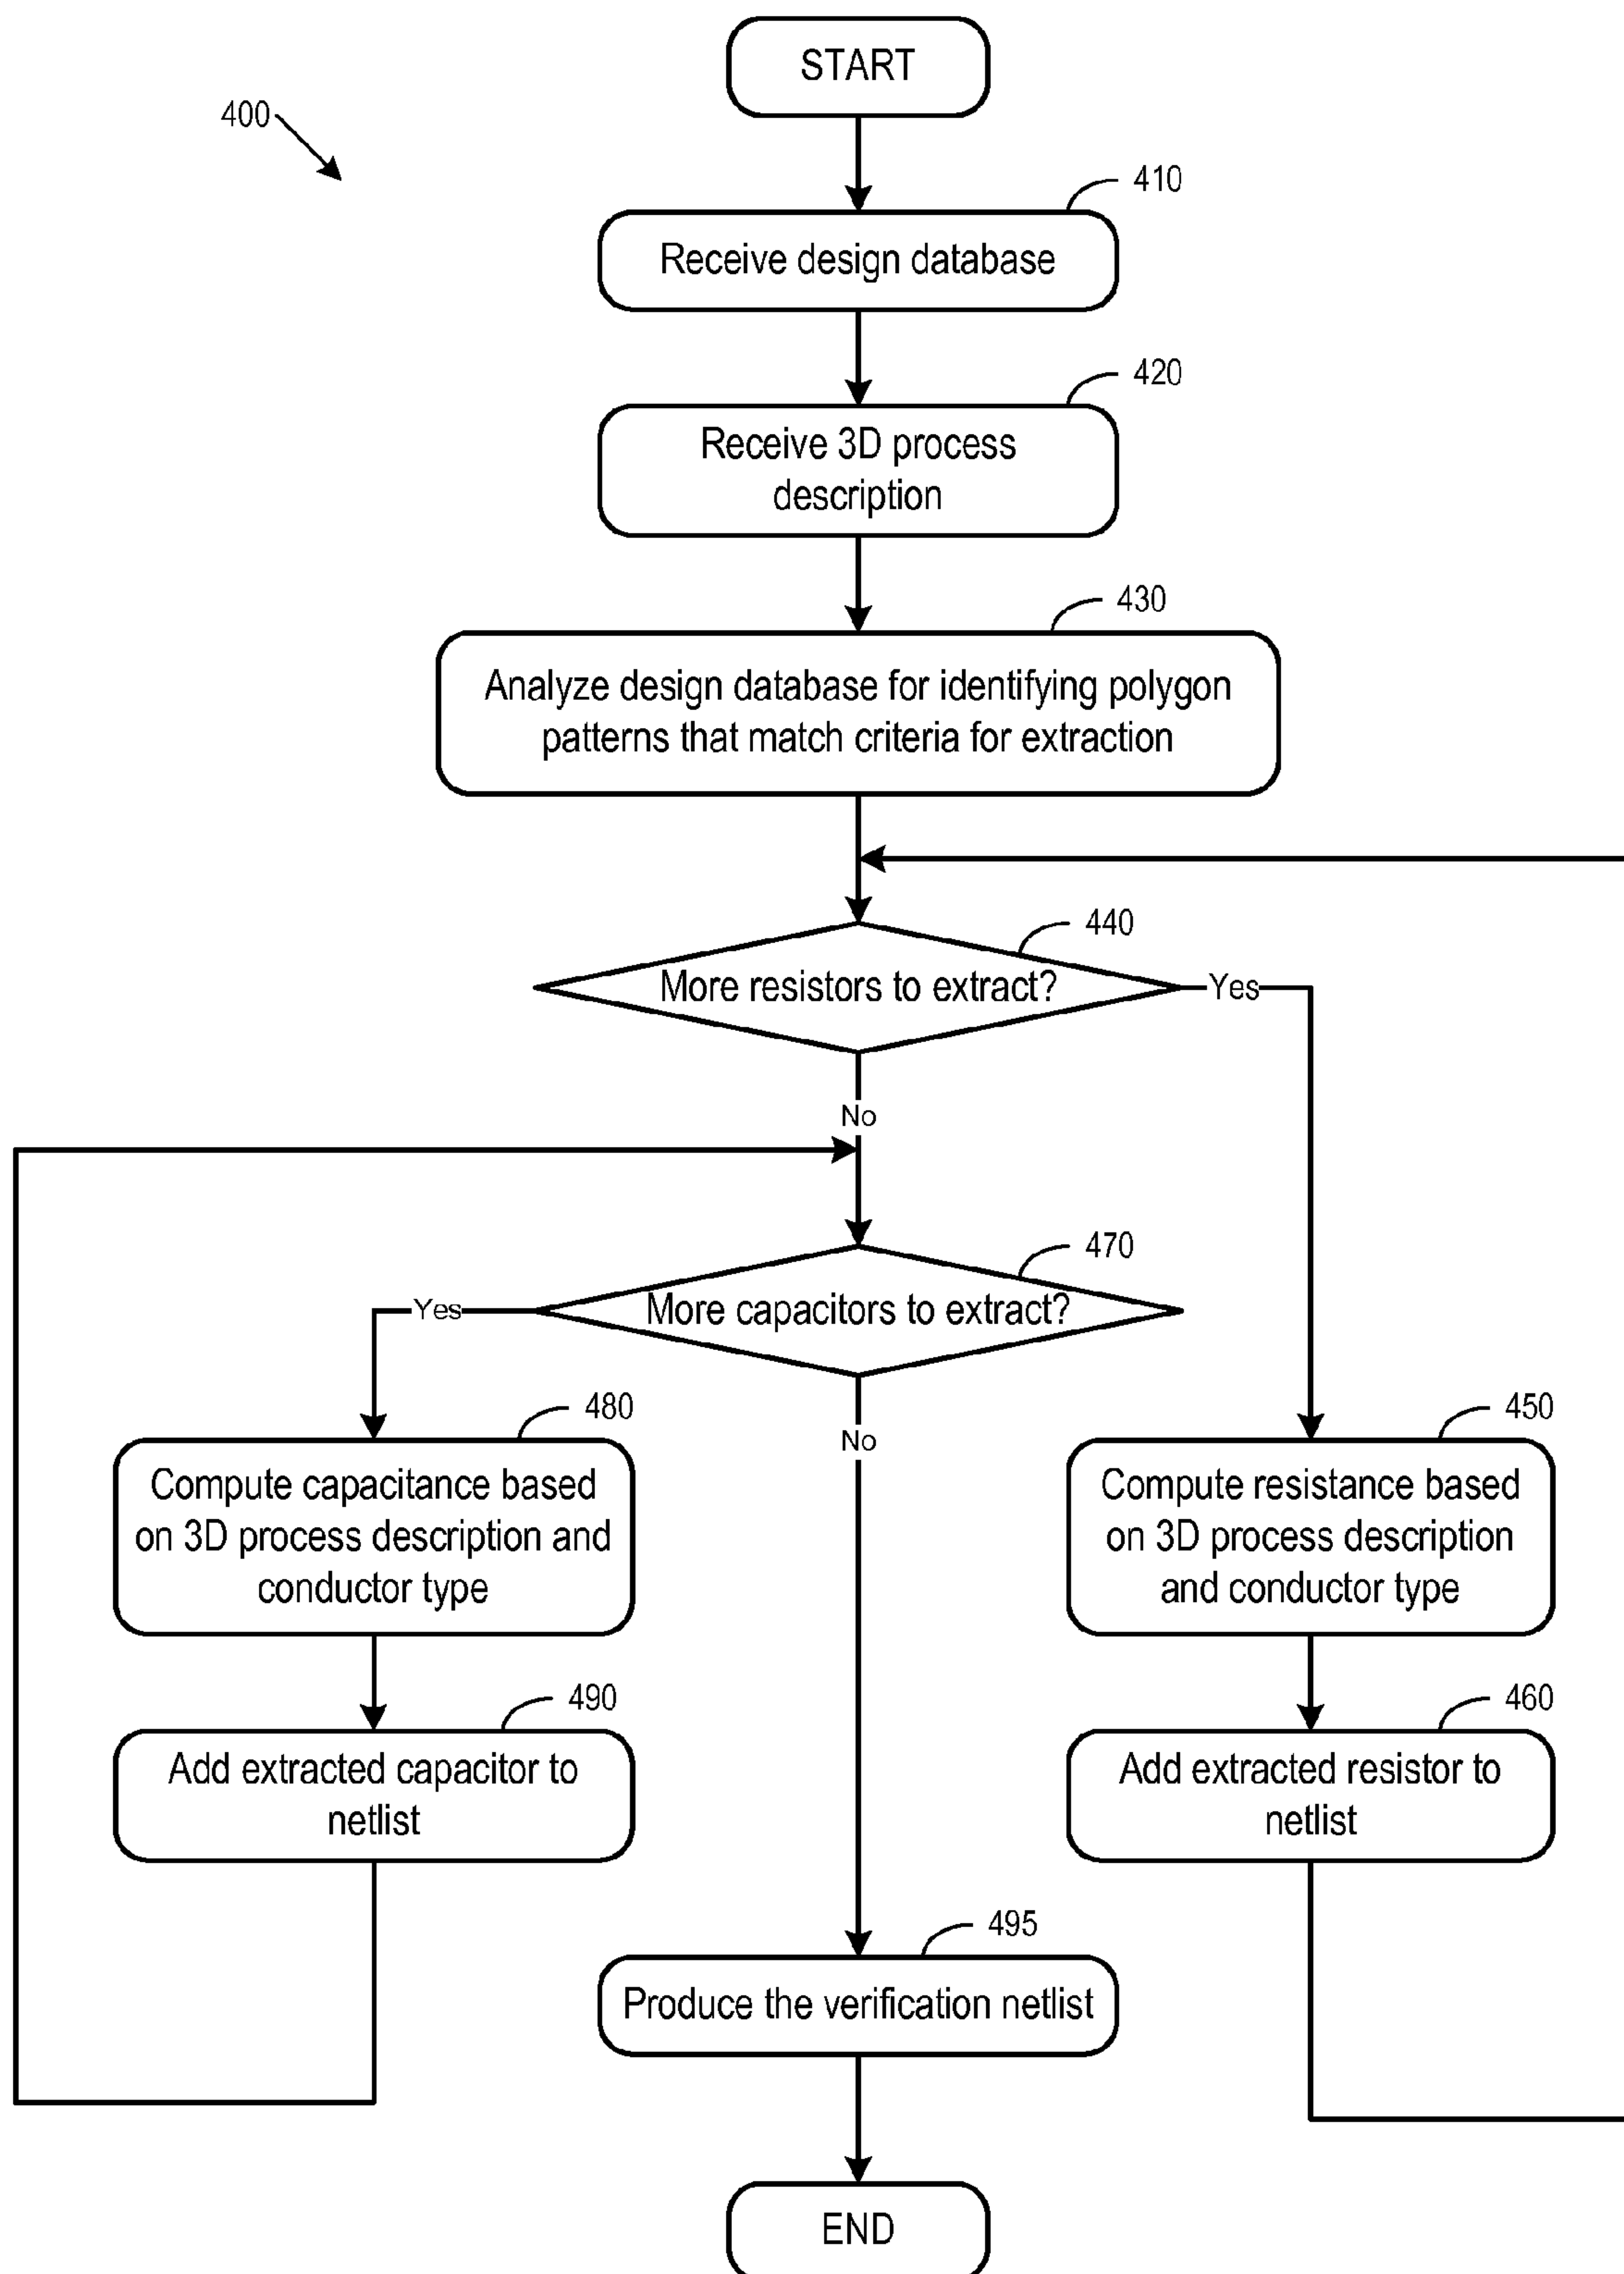 START
400
410
Receive design database
420
Receive 3D process
description
430
Analyze design database for identifying polygon
patterns that match criteria for extraction
440
More resistors to extract?
Yes
No
470
More capacitors to extract?
Yes
No
480
Compute capacitance based
on 3D process description and
conductor type
450
Compute resistance based
on 3D process description
and conductor type
490
Add extracted capacitor to
netlist
460
Add extracted resistor to
netlist
495
Produce the verification netlist
END